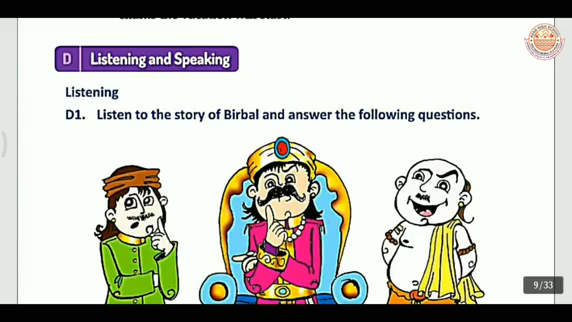 D Listening and Speaking
Listening
D1. Listen to the story of Birbal and answer the following questions.
9/33